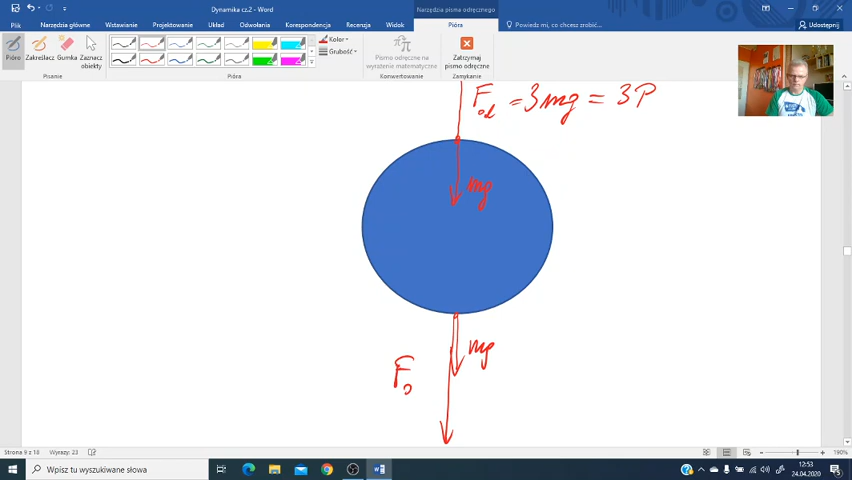 Dynamika cz.2 - Word
Narzędzia pisma odręcznego
Plik Narzędzia główne Wstawianie Projektowanie Układ Odwołania Korespondencja Recenzja Widok Pióra Powiedz mi, co chcesz zrobić... Udostępnij
Pióro Zakreślacz Gumka Zaznacz obiekty
Kolor
Grubość
Pismo odręczne na wyrażenie matematyczne
Zatrzymaj pismo odręczne
Pisanie Pióra Konwertowanie Zamykanie
Fod = 3mg = 3P
mg
mg
Fo
Strona 9 z 18 Wyrazy: 23 190%
Wpisz tu wyszukiwane słowa
12:53
24.04.2020